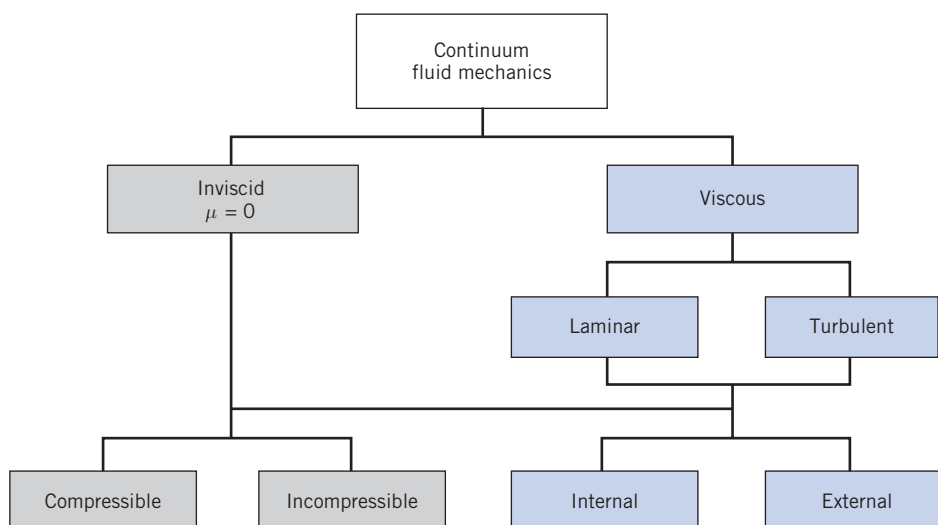 Continuum
fluid mechanics
Inviscid
μ = 0
Viscous
Laminar
Turbulent
Compressible
Incompressible
Internal
External